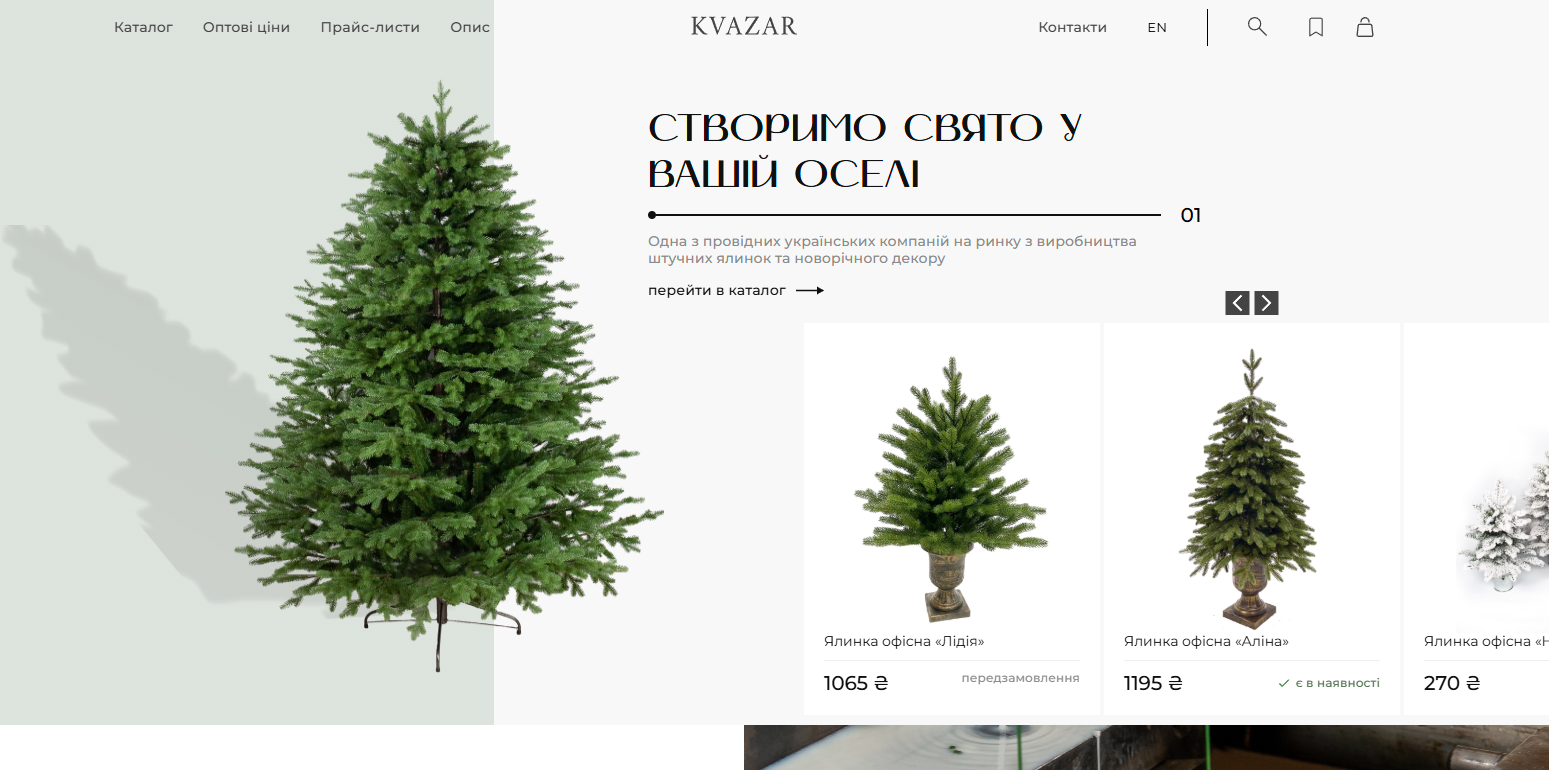 Каталог
Оптові ціни
Прайс-листи
Опис
KVAZAR
Контакти
EN
СТВОРИМО СВЯТО У
ВАШІЙ ОСЕЛІ
01
Одна з провідних українських компаній на ринку з виробництва
штучних ялинок та новорічного декору
перейти в каталог
Ялинка офісна «Лідія»
1065 ₴
передзамовлення
Ялинка офісна «Аліна»
1195 ₴
є в наявності
Ялинка офісна
270 ₴